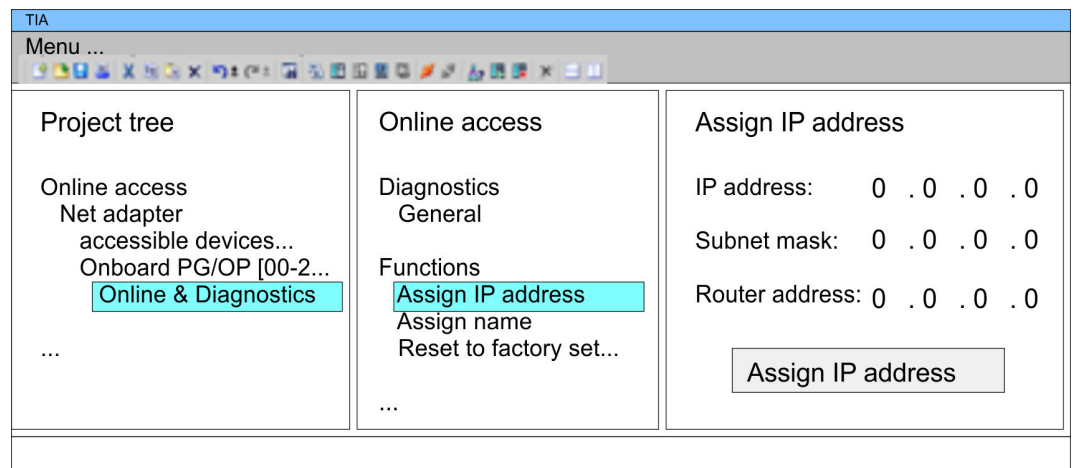 TIA
Menu ...
Project tree
Online access
Net adapter
accessible devices...
Onboard PG/OP [00-2...
Online & Diagnostics
...
Online access
Diagnostics
General
Functions
Assign IP address
Assign name
Reset to factory set...
...
Assign IP address
IP address: 0 . 0 . 0 . 0
Subnet mask: 0 . 0 . 0 . 0
Router address: 0 . 0 . 0 . 0
Assign IP address